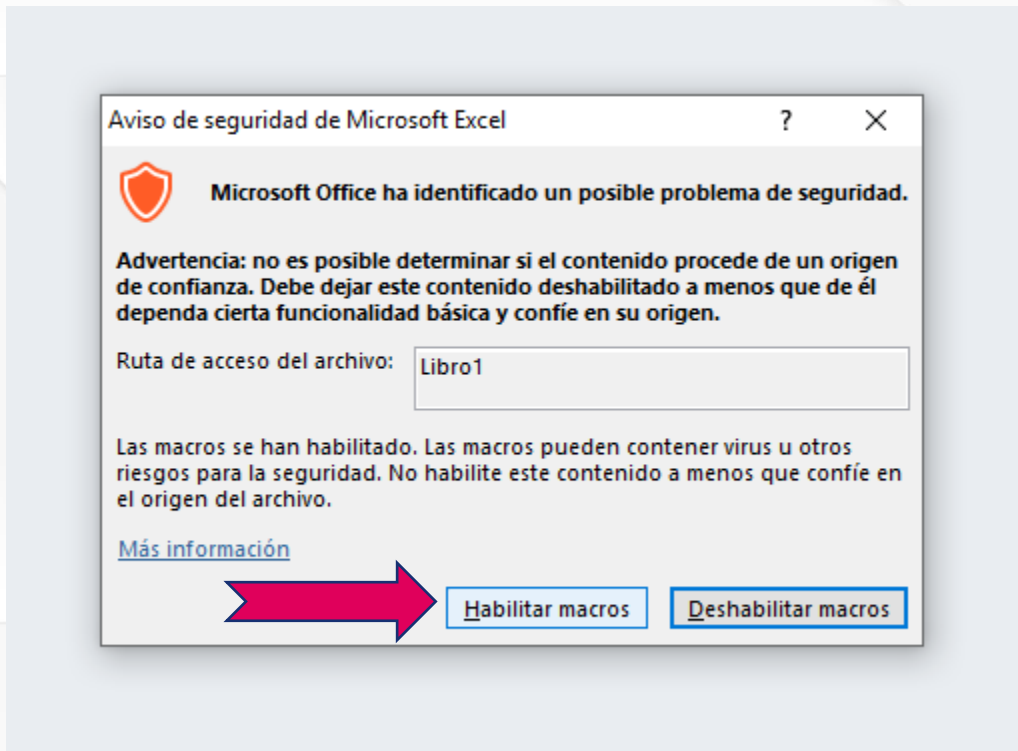 Aviso de seguridad de Microsoft Excel ?
Microsoft Office ha identificado un posible problema de seguridad.
Advertencia: no es posible determinar si el contenido procede de un origen
de confianza. Debe dejar este contenido deshabilitado a menos que de él
dependa cierta funcionalidad básica y confíe en su origen.
Ruta de acceso del archivo: Libro1
Las macros se han habilitado. Las macros pueden contener virus u otros
riesgos para la seguridad. No habilite este contenido a menos que confíe en
el origen del archivo.
Más información
Habilitar macros Deshabilitar macros